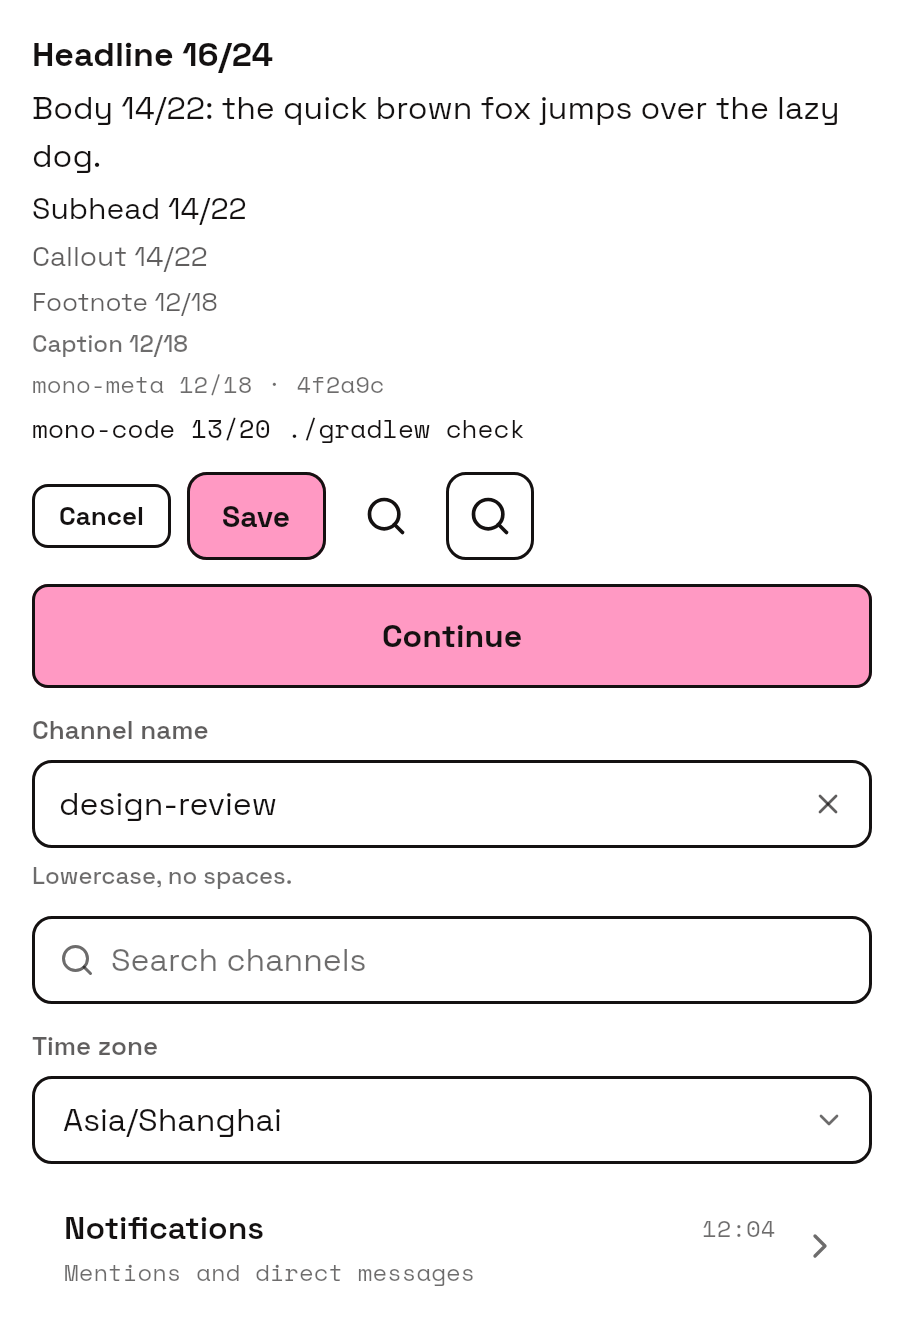 Headline 16/24
Body 14/22: the quick brown fox jumps over the lazy
dog.
Subhead 14/22
Callout 14/22
Footnote 12/18
Caption 12/18
mono-meta 12/18 · 4f2a9c
mono-code 13/20 ./gradlew check
Cancel Save
Continue
Channel name
design-review
Lowercase, no spaces.
Search channels
Time zone
Asia/Shanghai
Notifications 12:04
Mentions and direct messages